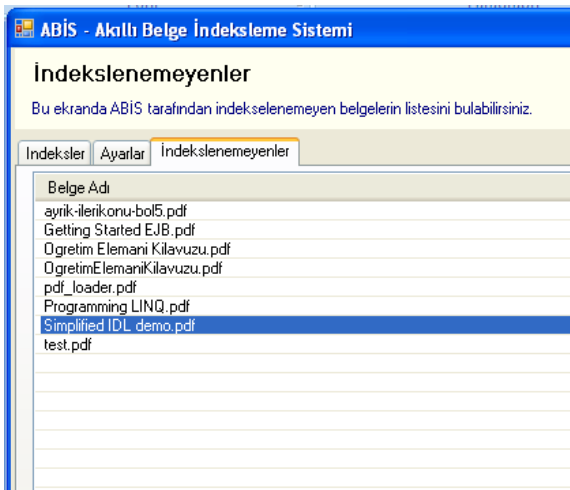 ABİS - Akıllı Belge İndeksleme Sistemi
İndekslenemeyenler
Bu ekranda ABİS tarafından indekselenemeyen belgelerin listesini bulabilirsiniz.
Indeksler Ayarlar İndekslenemeyenler
Belge Adı
ayrik-ilerikonu-bol5.pdf
Getting Started EJB.pdf
Ogretim Elemani Kilavuzu.pdf
OgretimElemaniKilavuzu.pdf
pdf_loader.pdf
Programming LINQ.pdf
Simplified IDL demo.pdf
test.pdf